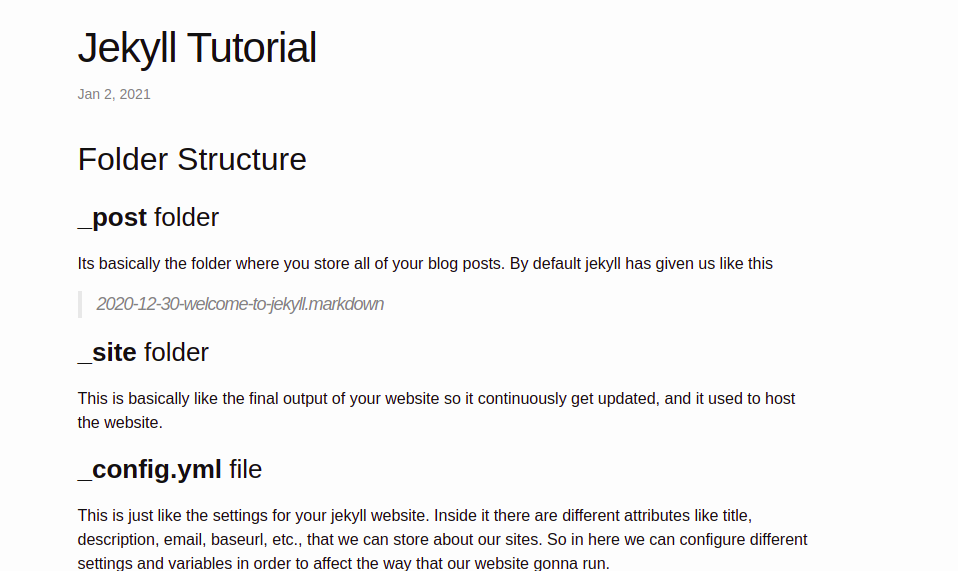 Jekyll Tutorial
Jan 2, 2021
Folder Structure
_post folder
Its basically the folder where you store all of your blog posts. By default jekyll has given us like this
2020-12-30-welcome-to-jekyll.markdown
_site folder
This is basically like the final output of your website so it continuously get updated, and it used to host
the website.
_config.yml file
This is just like the settings for your jekyll website. Inside it there are different attributes like title,
description, email, baseurl, etc., that we can store about our sites. So in here we can configure different
settings and variables in order to affect the way that our website gonna run.